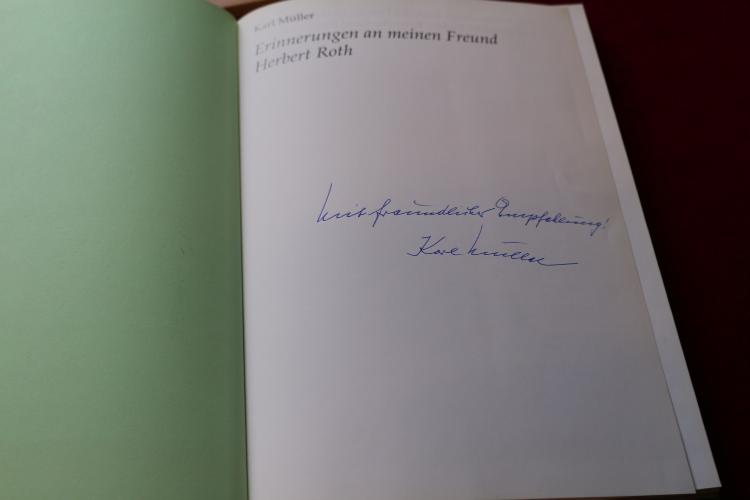 Karl Müller
Erinnerungen an meinen Freund
Herbert Roth
Mit freundlicher Empfehlung!
Karl Müller